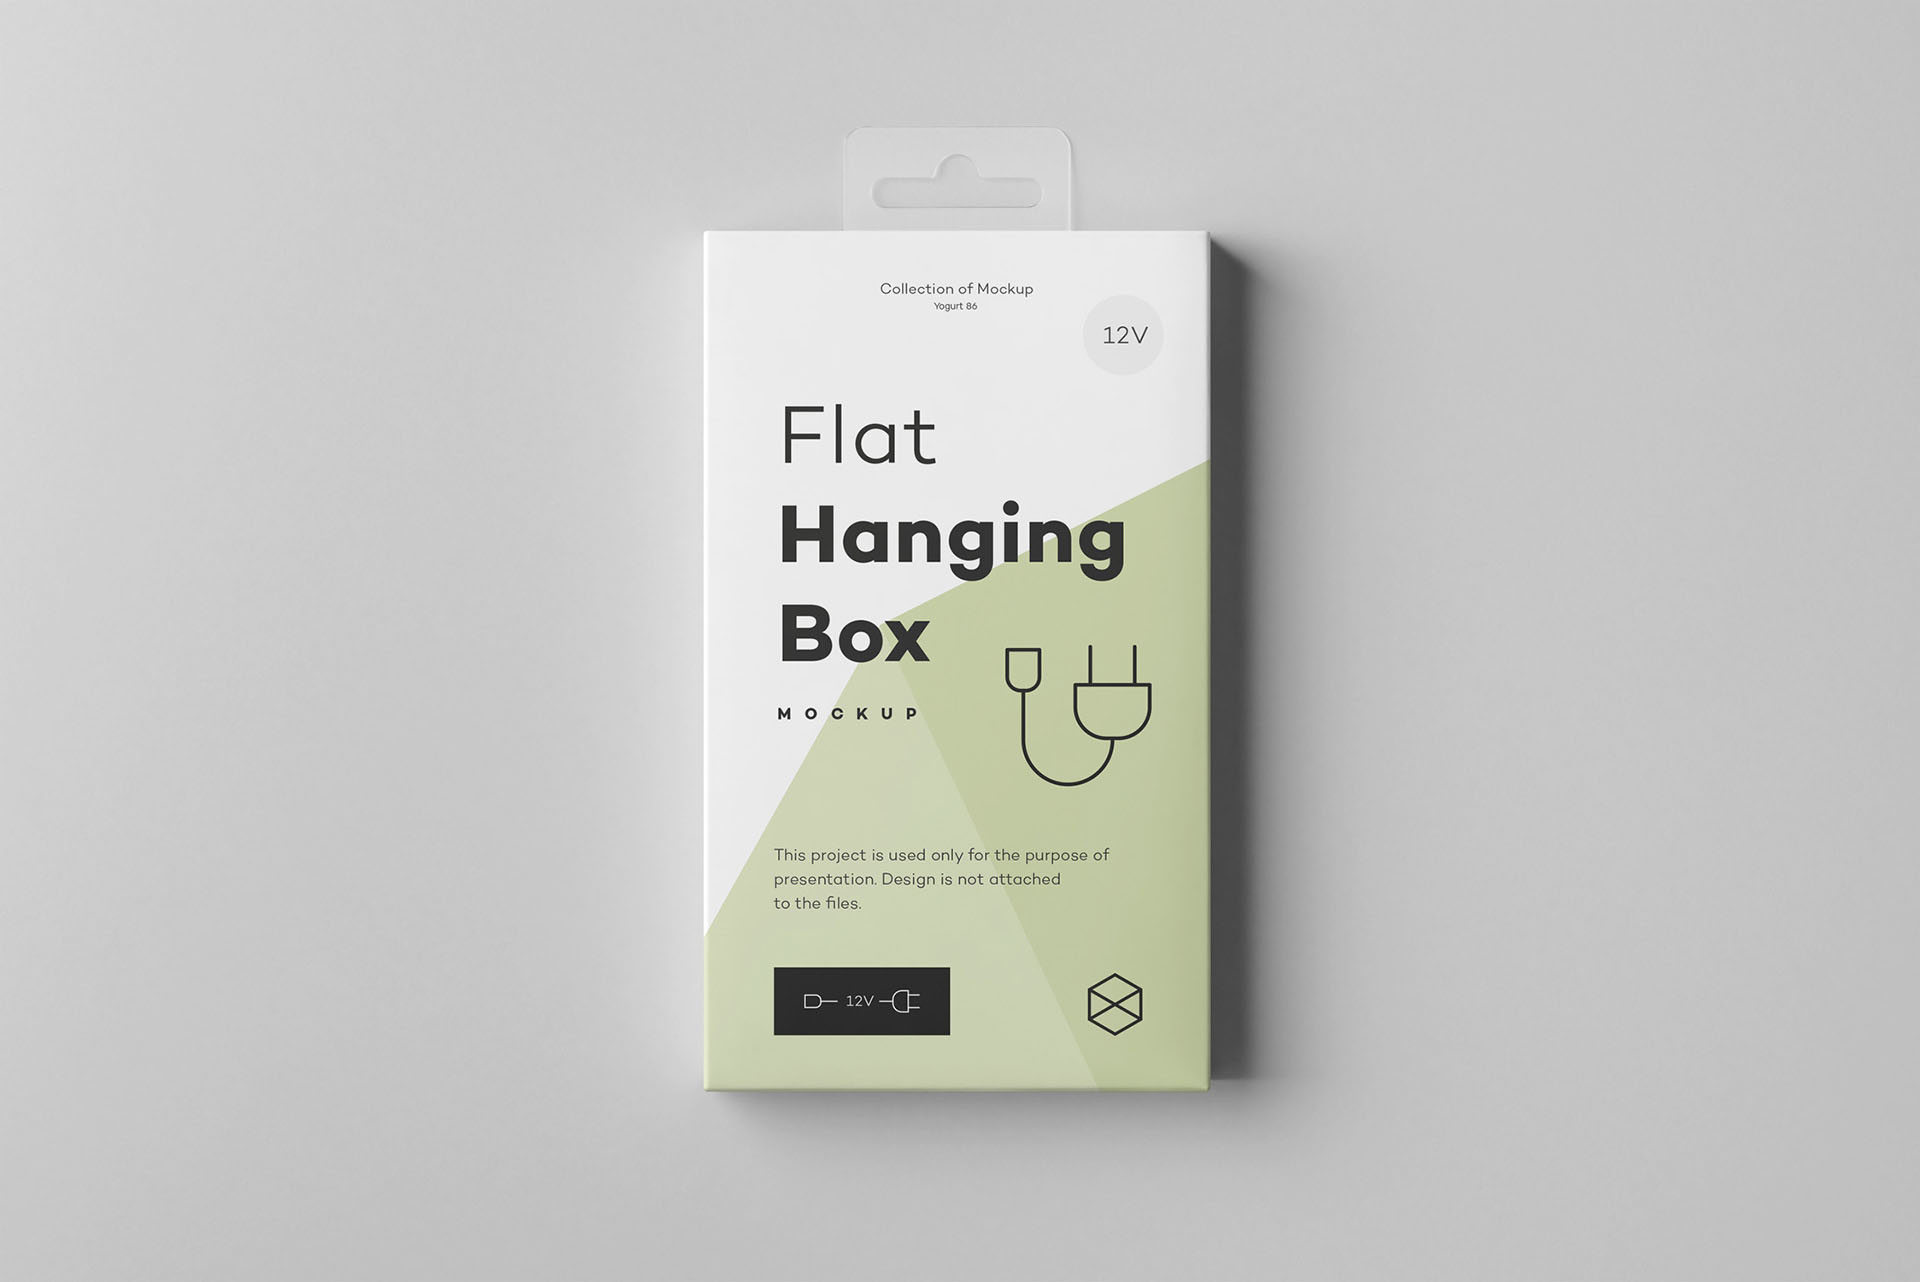 Collection of Mockup
Yogurt 86
12V
Flat
Hanging
Box
MOCKUP
This project is used only for the purpose of
presentation. Design is not attached
to the files.
12V